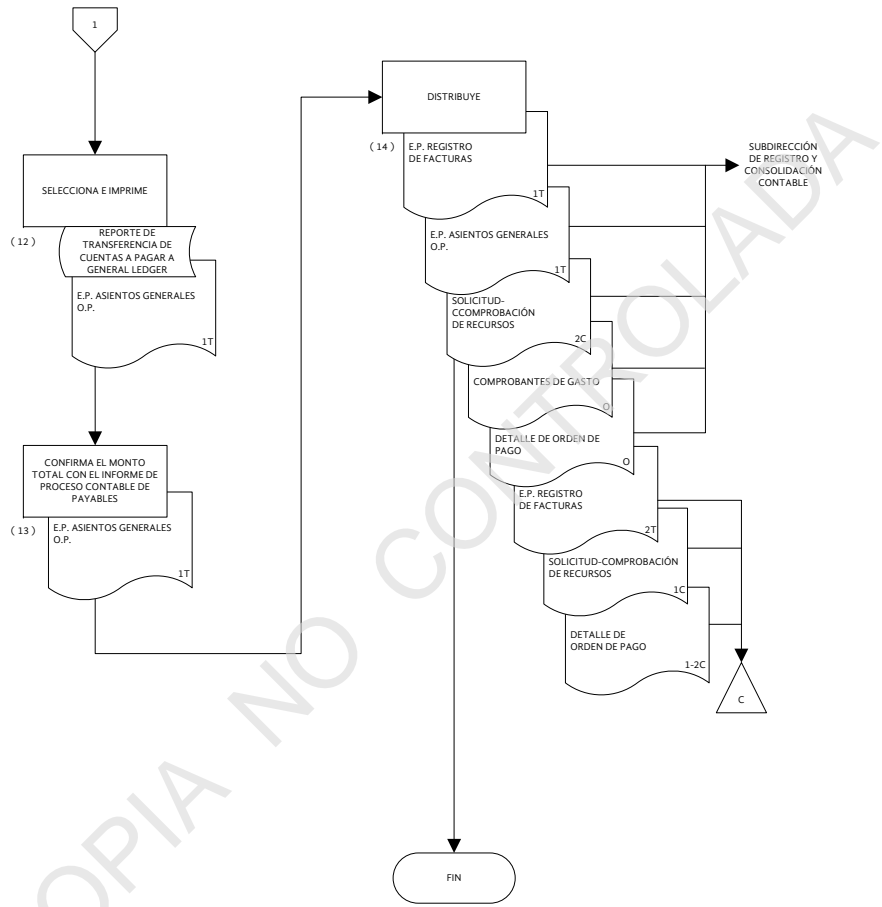 1
SELECCIONA E IMPRIME
( 12 )
REPORTE DE
TRANSFERENCIA DE
CUENTAS A PAGAR A
GENERAL LEDGER
E.P. ASIENTOS GENERALES
O.P.
1T
CONFIRMA EL MONTO
TOTAL CON EL INFORME DE
PROCESO CONTABLE DE
PAYABLES
( 13 )
E.P. ASIENTOS GENERALES
O.P.
1T
DISTRIBUYE
( 14 )
E.P. REGISTRO
DE FACTURAS
1T
SUBDIRECCIÓN
DE REGISTRO Y
CONSOLIDACIÓN
CONTABLE
E.P. ASIENTOS GENERALES
O.P.
1T
SOLICITUD-
CCOMPROBACIÓN
DE RECURSOS
2C
COMPROBANTES DE GASTO
O
DETALLE DE ORDEN DE
PAGO
O
E.P. REGISTRO
DE FACTURAS
2T
SOLICITUD-COMPROBACIÓN
DE RECURSOS
1C
DETALLE DE
ORDEN DE PAGO
1-2C
C
FIN
OPIA NO CONTROLADA